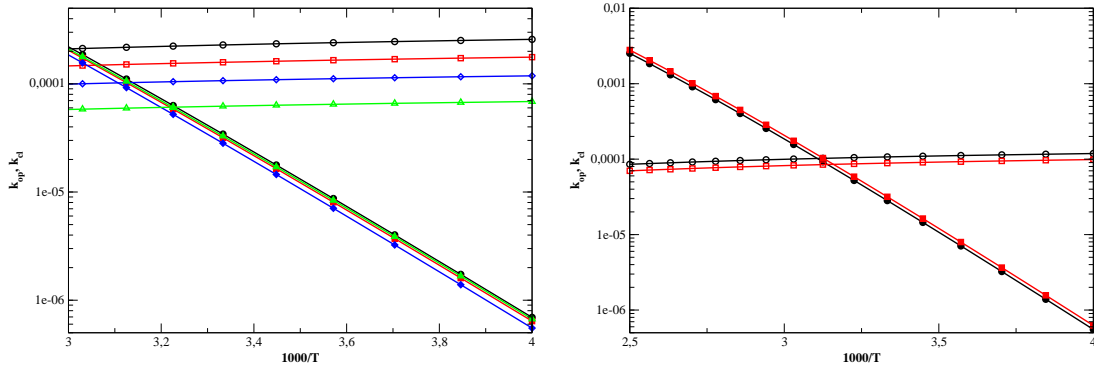 0.0001
1e-05
1e-06
3
3,2
3,4
3,6
3,8
4
1000/T
k_op, k_cl
0,01
0,001
0,0001
1e-05
1e-06
2,5
3
3,5
4
1000/T
k_op, k_cl